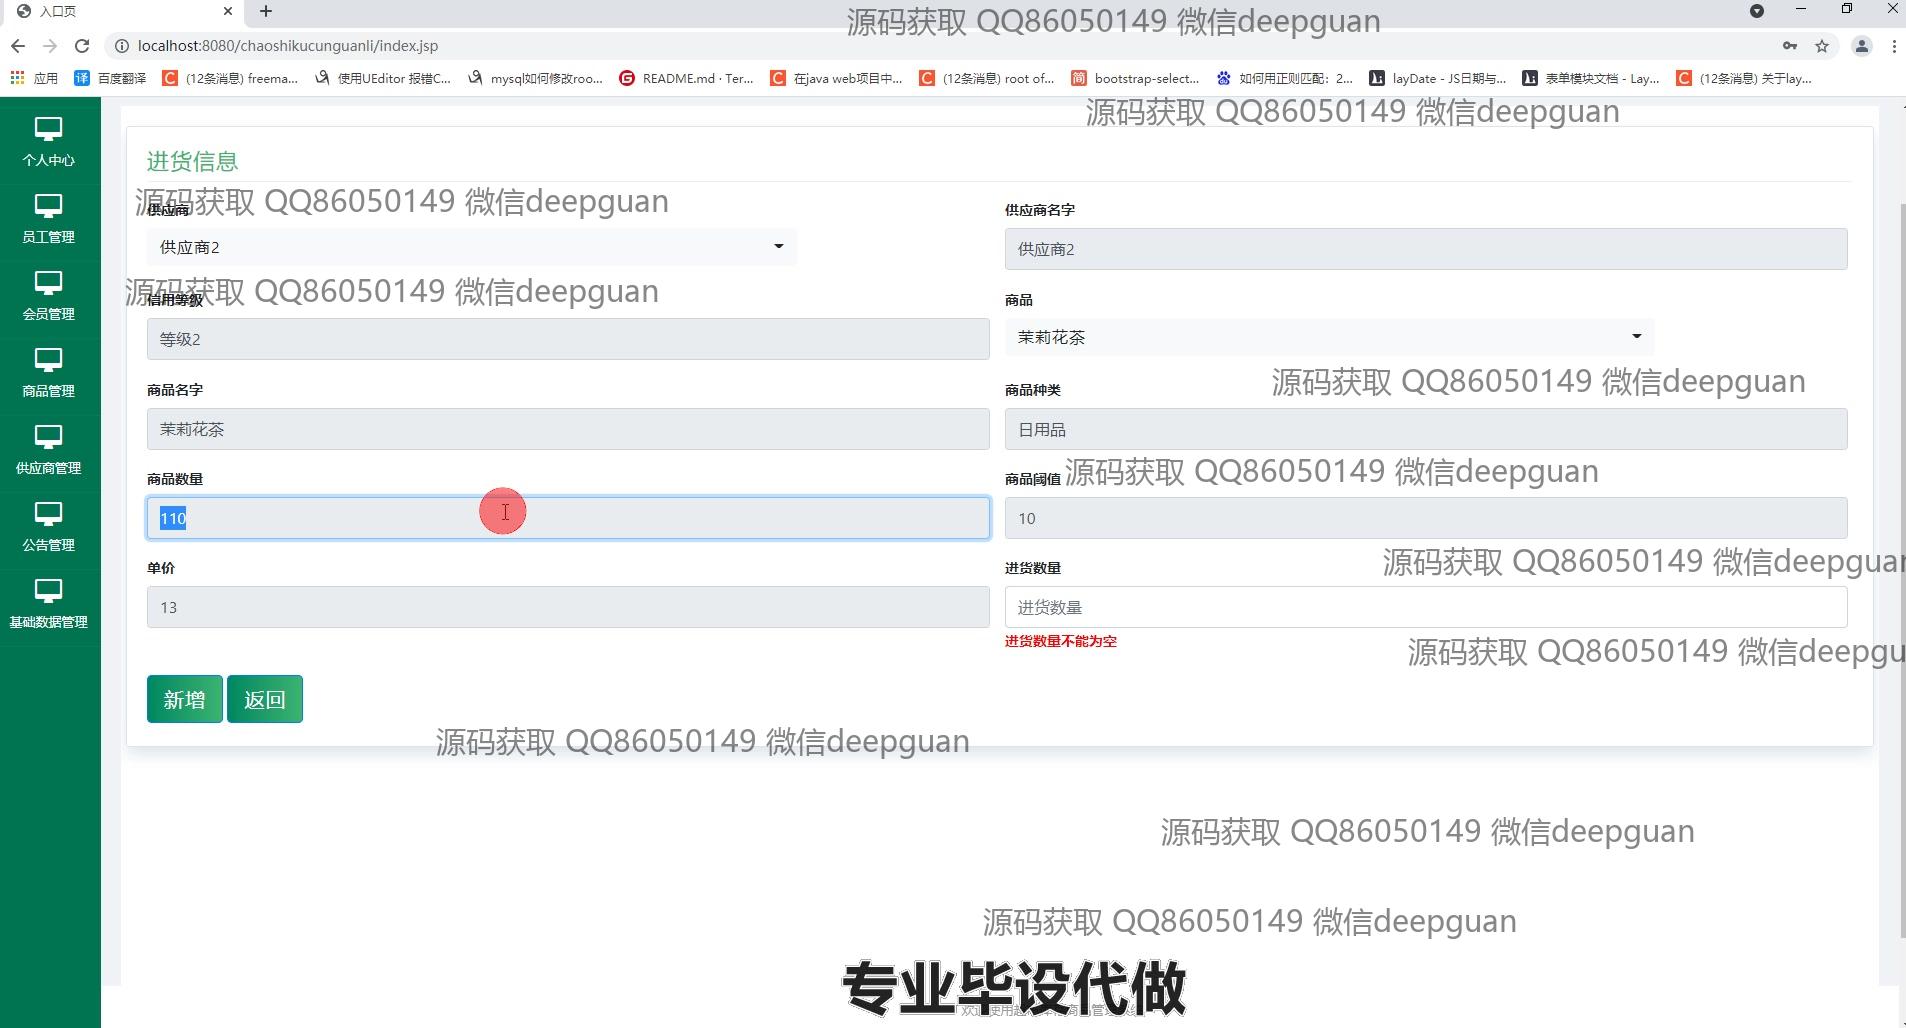 入口页
源码获取 QQ86050149 微信deepguan
localhost:8080/chaoshikucunguanli/index.jsp
应用
百度翻译
(12条消息) freema...
使用UEditor 报错C...
mysql如何修改roo...
README.md · Ter...
在java web项目中...
(12条消息) root of...
bootstrap-select...
如何用正则匹配：2...
layDate - JS日期与...
表单模块文档 - Lay...
(12条消息) 关于lay...
源码获取 QQ86050149 微信deepguan
个人中心
员工管理
会员管理
商品管理
供应商管理
公告管理
基础数据管理
进货信息
源码获取 QQ86050149 微信deepguan
供应商
供应商名字
供应商2
供应商2
源码获取 QQ86050149 微信deepguan
信用等级
商品
等级2
茉莉花茶
源码获取 QQ86050149 微信deepguan
商品名字
商品种类
茉莉花茶
日用品
源码获取 QQ86050149 微信deepguan
商品数量
商品阈值
110
10
源码获取 QQ86050149 微信deepguan
单价
进货数量
13
进货数量
进货数量不能为空
源码获取 QQ86050149 微信deepgu
新增
返回
源码获取 QQ86050149 微信deepguan
源码获取 QQ86050149 微信deepguan
源码获取 QQ86050149 微信deepguan
专业毕设代做